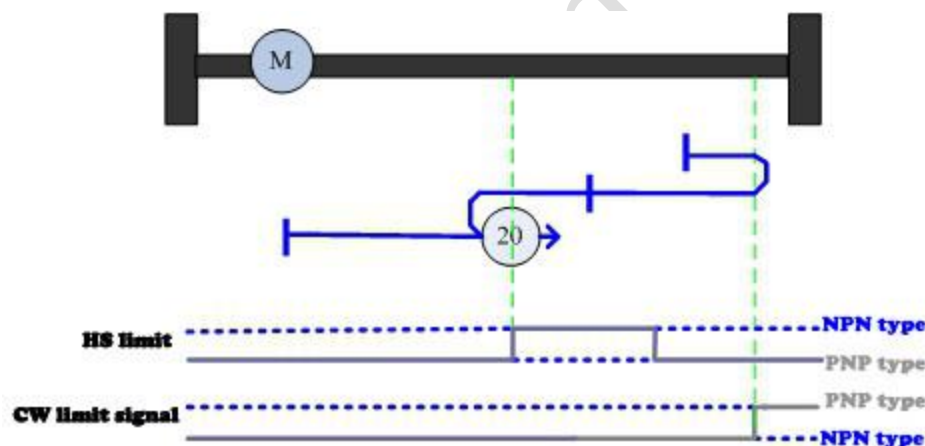 M
20
HS limit
NPN type
PNP type
CW limit signal
PNP type
NPN type